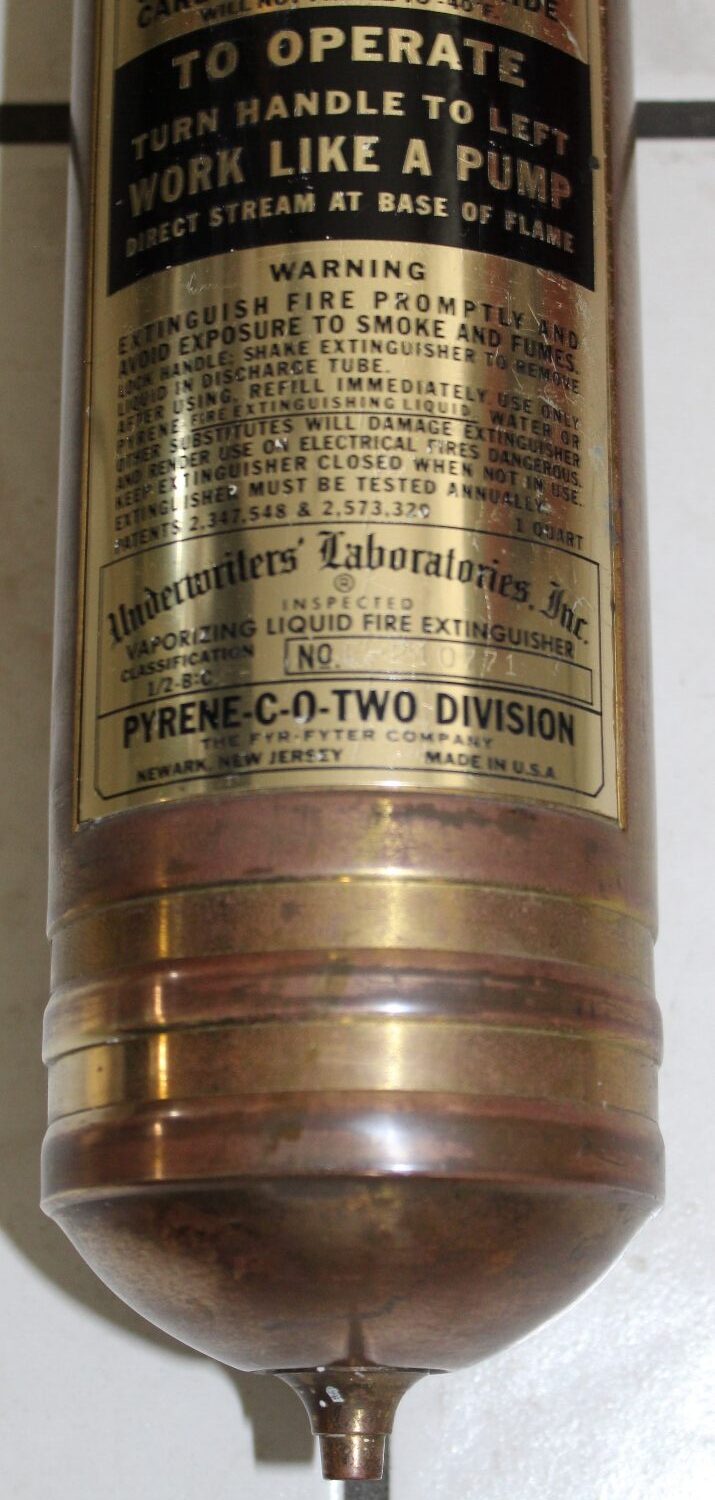 WILL NOT FREEZE TO -40°F.
TO OPERATE
TURN HANDLE TO LEFT
WORK LIKE A PUMP
DIRECT STREAM AT BASE OF FLAME
WARNING
EXTINGUISH FIRE PROMPTLY AND
AVOID EXPOSURE TO SMOKE AND FUMES.
LOCK HANDLE; SHAKE EXTINGUISHER TO REMOVE
LIQUID IN DISCHARGE TUBE.
AFTER USING, REFILL IMMEDIATELY. USE ONLY
PYRENE FIRE EXTINGUISHING LIQUID. WATER OR
OTHER SUBSTITUTES WILL DAMAGE EXTINGUISHER
AND RENDER USE ON ELECTRICAL FIRES DANGEROUS.
KEEP EXTINGUISHER CLOSED WHEN NOT IN USE.
EXTINGUISHER MUST BE TESTED ANNUALLY.
PATENTS 2,347,548 & 2,573,320 1 QUART
Underwriters' Laboratories, Inc.
®
INSPECTED
VAPORIZING LIQUID FIRE EXTINGUISHER
CLASSIFICATION NO.
1/2-B:C
PYRENE-C-O-TWO DIVISION
THE FYR-FYTER COMPANY
NEWARK, NEW JERSEY MADE IN U.S.A